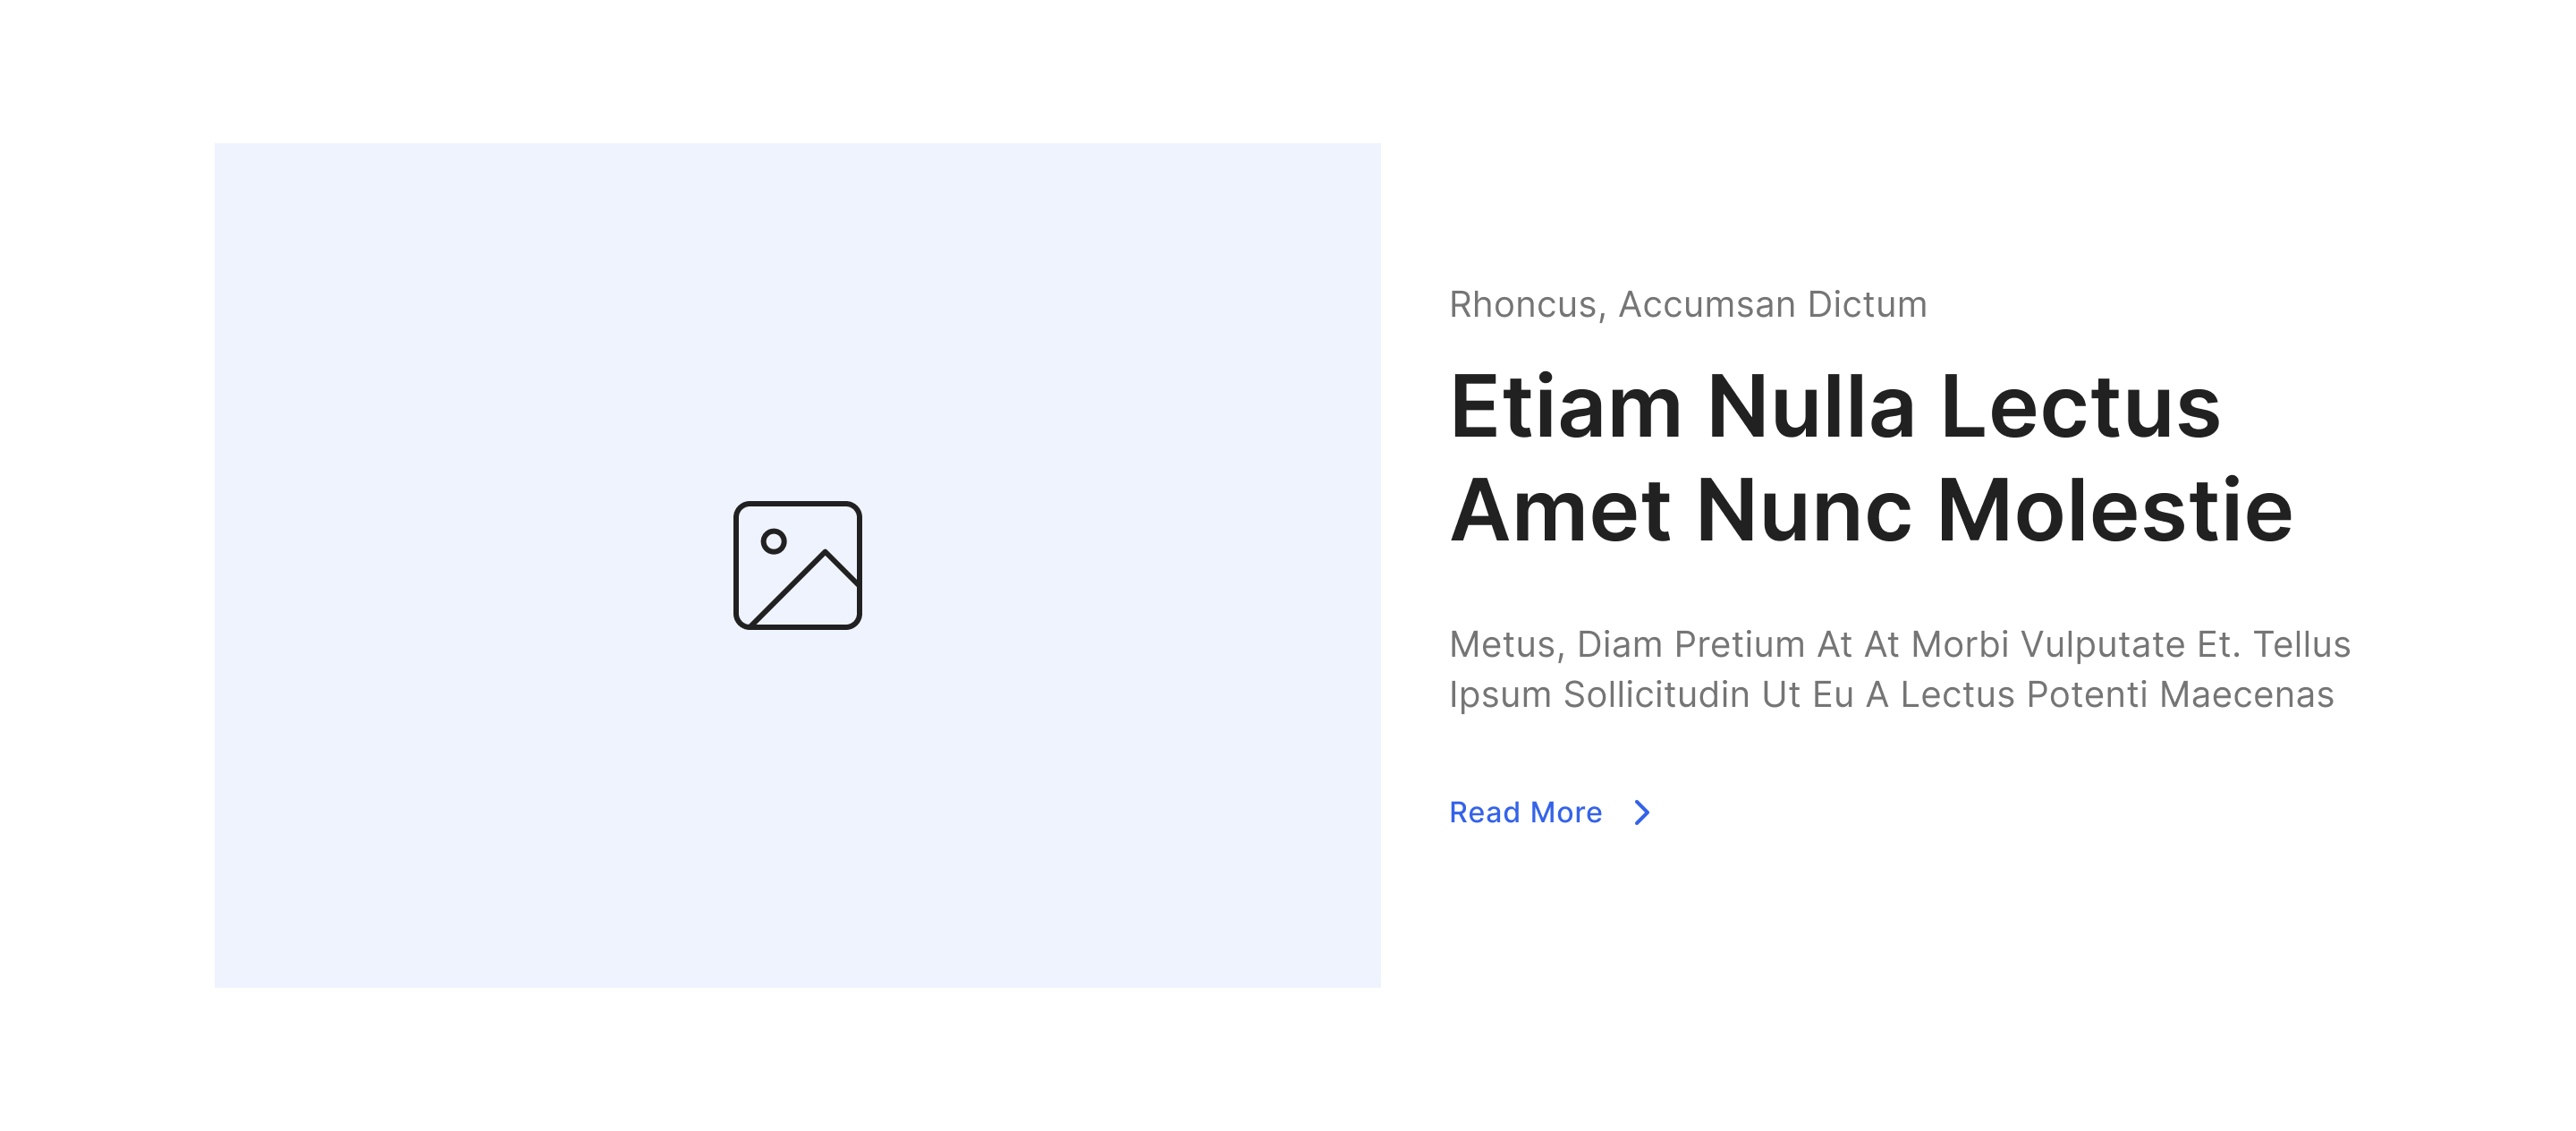 Rhoncus, Accumsan Dictum
Etiam Nulla Lectus
Amet Nunc Molestie
Metus, Diam Pretium At At Morbi Vulputate Et. Tellus
Ipsum Sollicitudin Ut Eu A Lectus Potenti Maecenas
Read More